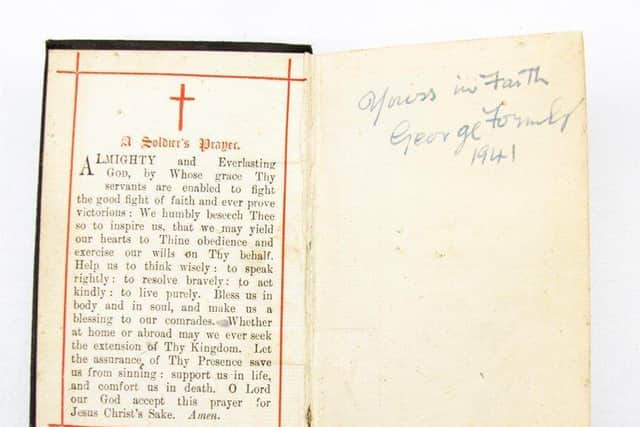 A Soldier's Prayer.
ALMIGHTY and Everlasting
GOD, by Whose grace Thy
servants are enabled to fight
the good fight of faith and ever prove
victorious: We humbly beseech Thee
so to inspire us, that we may yield
our hearts to Thine obedience and
exercise our wills on Thy behalf.
Help us to think wisely: to speak
rightly: to resolve bravely: to act
kindly: to live purely. Bless us in
body and in soul, and make us a
blessing to our comrades. Whether
at home or abroad may we ever seek
the extension of Thy Kingdom. Let
the assurance of Thy Presence save
us from sinning: support us in life,
and comfort us in death. O Lord
our God accept this prayer for
Jesus Christ's Sake. Amen.
Yours in Faith
George Formby
1941